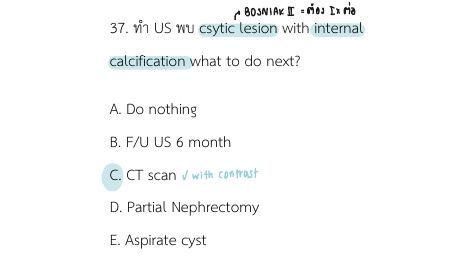 BOSNIAK II = ต้อง Ix ต่อ
37. ทำ US พบ csytic lesion with internal
calcification what to do next?
A. Do nothing
B. F/U US 6 month
C. CT scan ✓ with contrast
D. Partial Nephrectomy
E. Aspirate cyst